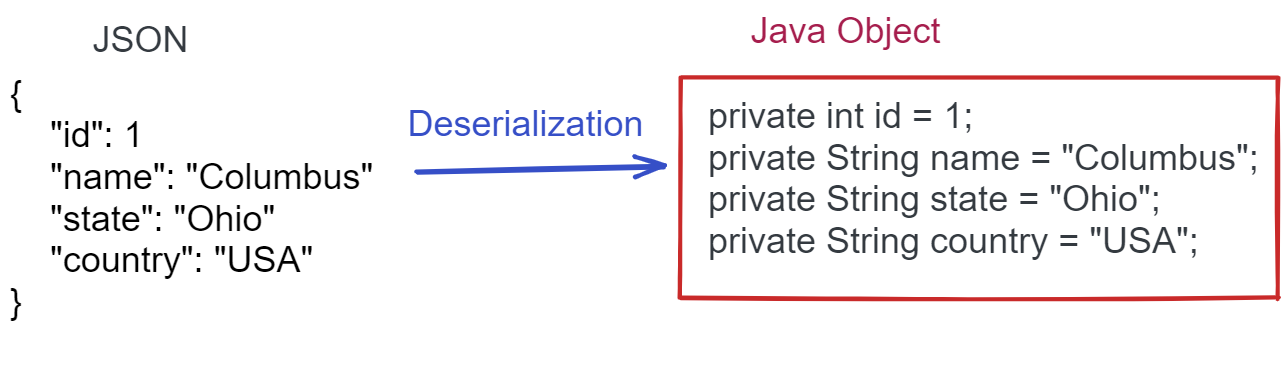 JSON
{
"id": 1
"name": "Columbus"
"state": "Ohio"
"country": "USA"
}
Deserialization
Java Object
private int id = 1;
private String name = "Columbus";
private String state = "Ohio";
private String country = "USA";